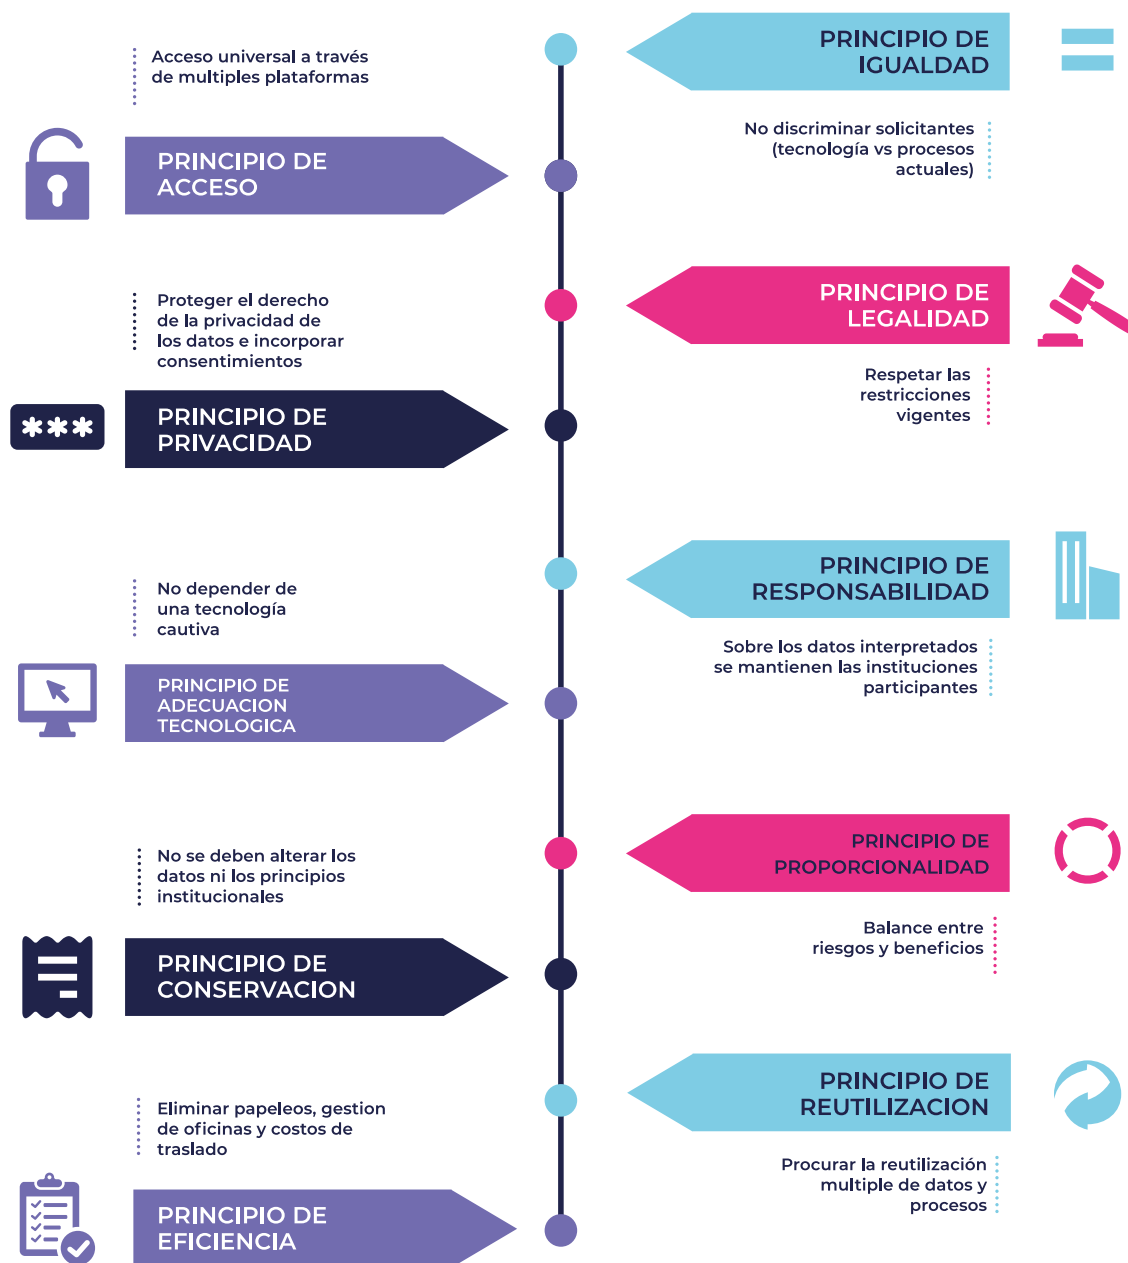 PRINCIPIO DE
IGUALDAD
No discriminar solicitantes
(tecnología vs procesos
actuales)
Acceso universal a través
de multiples plataformas
PRINCIPIO DE
ACCESO
PRINCIPIO DE
LEGALIDAD
Respetar las
restricciones
vigentes
Proteger el derecho
de la privacidad de
los datos e incorporar
consentimientos
***
PRINCIPIO DE
PRIVACIDAD
PRINCIPIO DE
RESPONSABILIDAD
Sobre los datos interpretados
se mantienen las instituciones
participantes
No depender de
una tecnología
cautiva
PRINCIPIO DE
ADECUACION
TECNOLOGICA
PRINCIPIO DE
PROPORCIONALIDAD
Balance entre
riesgos y beneficios
No se deben alterar los
datos ni los principios
institucionales
PRINCIPIO DE
CONSERVACION
PRINCIPIO DE
REUTILIZACION
Procurar la reutilización
multiple de datos y
procesos
Eliminar papeleos, gestion
de oficinas y costos de
traslado
PRINCIPIO DE
EFICIENCIA